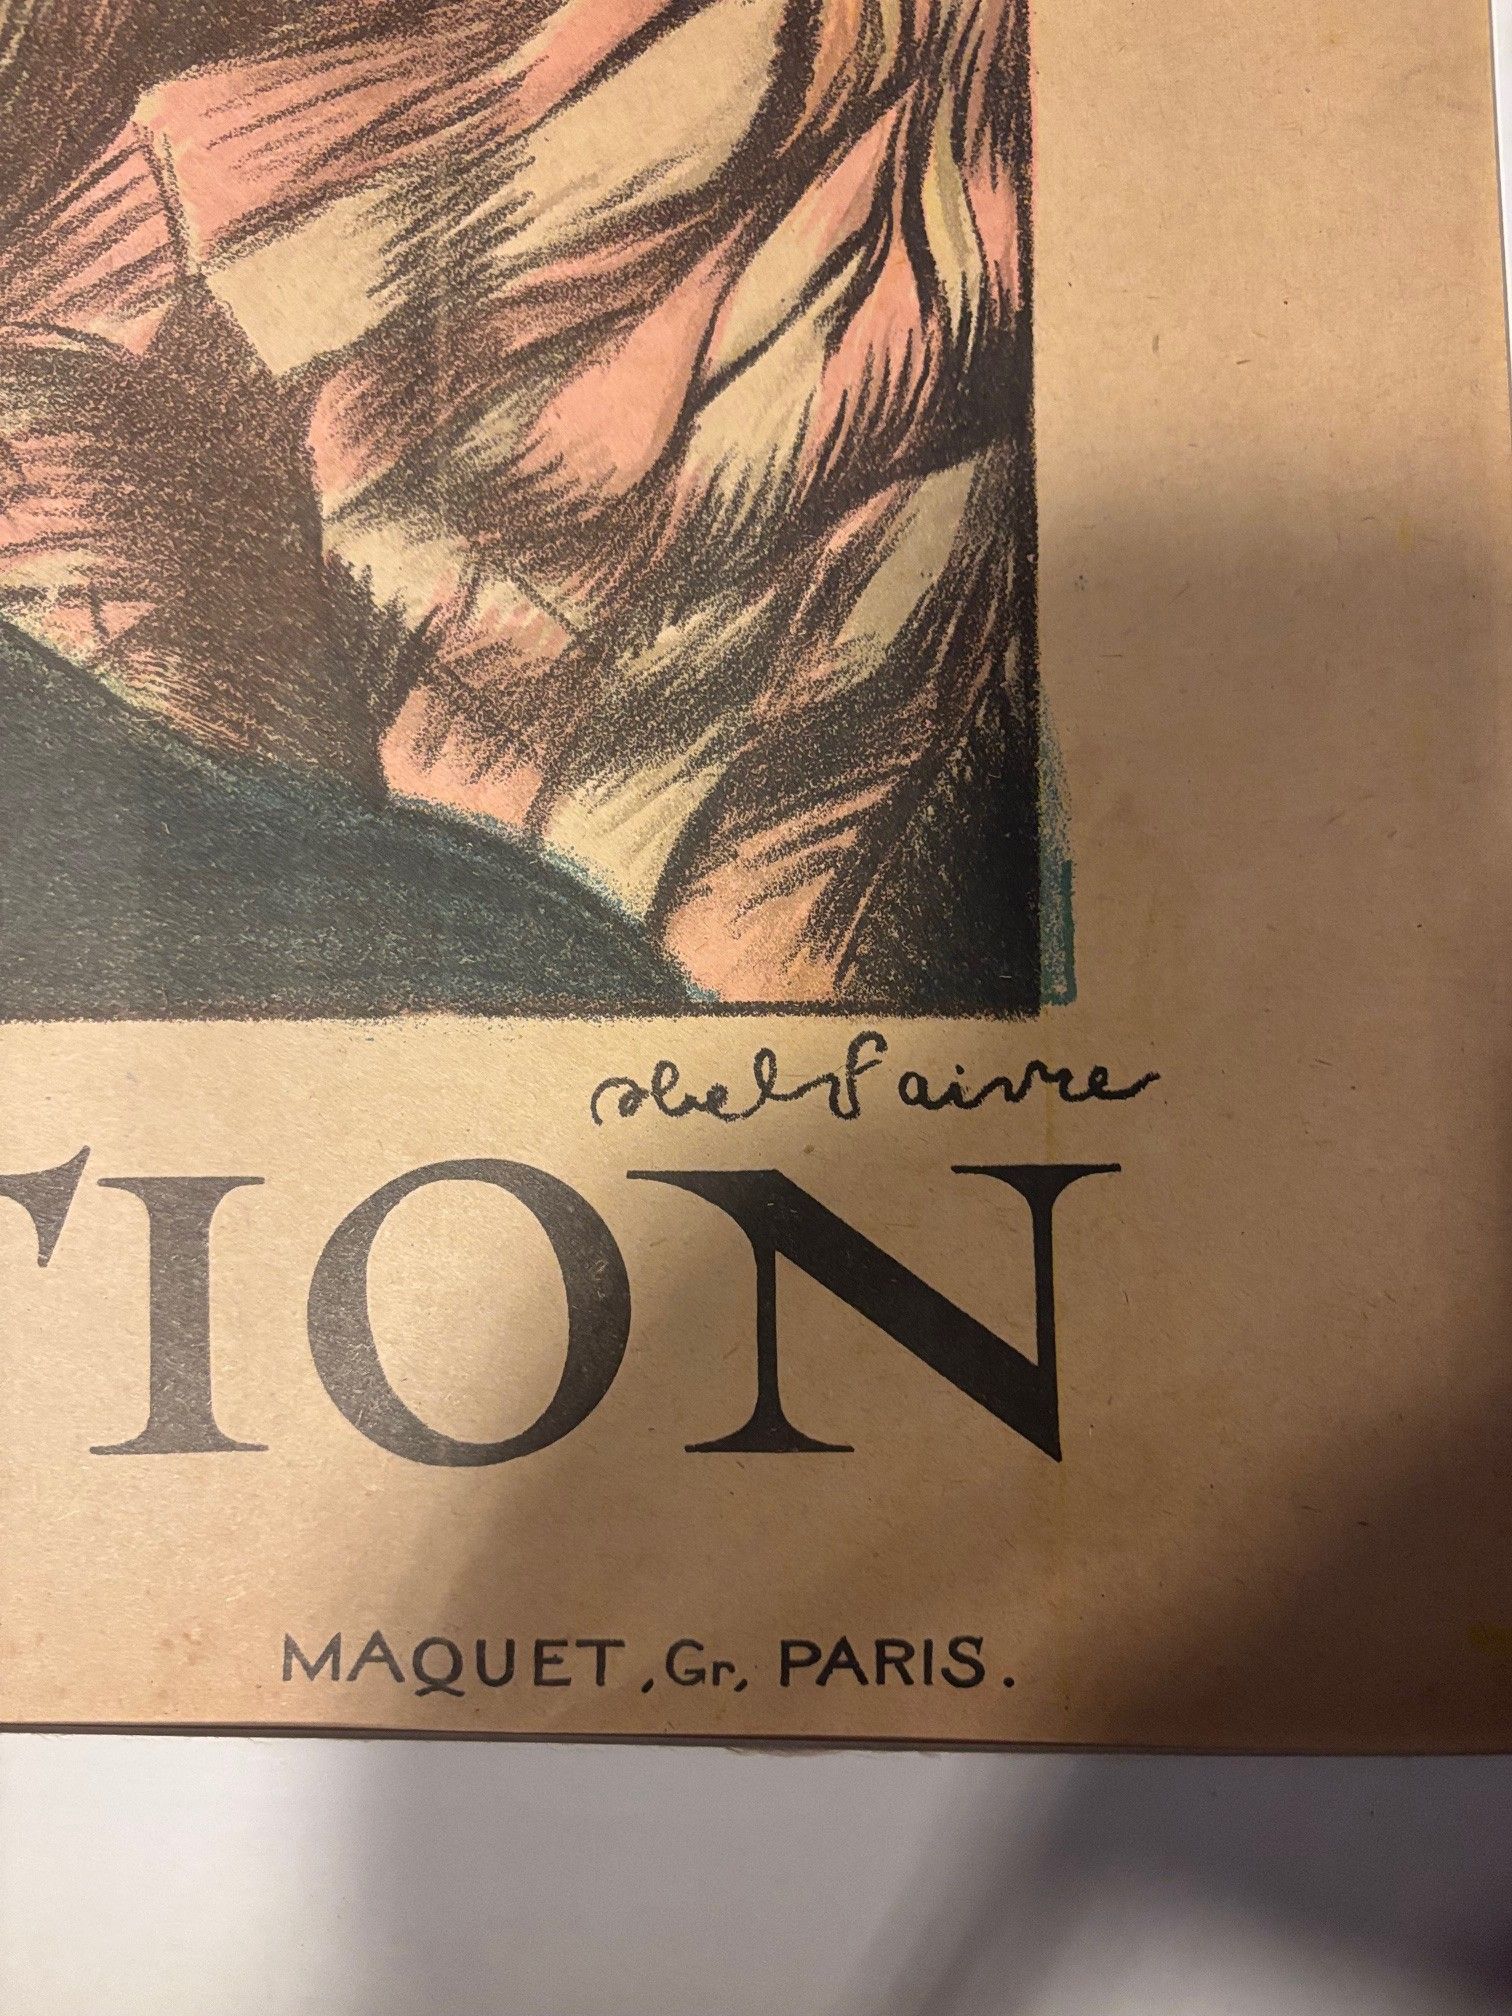 abel faivre
TION
MAQUET, Gr, PARIS.